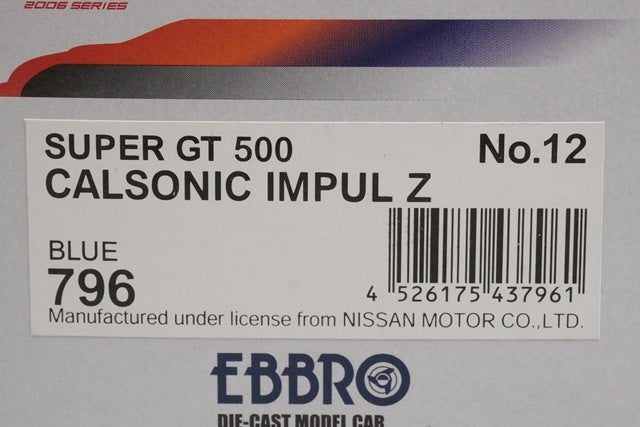 2006 SERIES
SUPER GT 500 No.12
CALSONIC IMPUL Z
BLUE
796
4 526175 437961
Manufactured under license from NISSAN MOTOR CO.,LTD.
EBBRO
DIE-CAST MODEL CAR